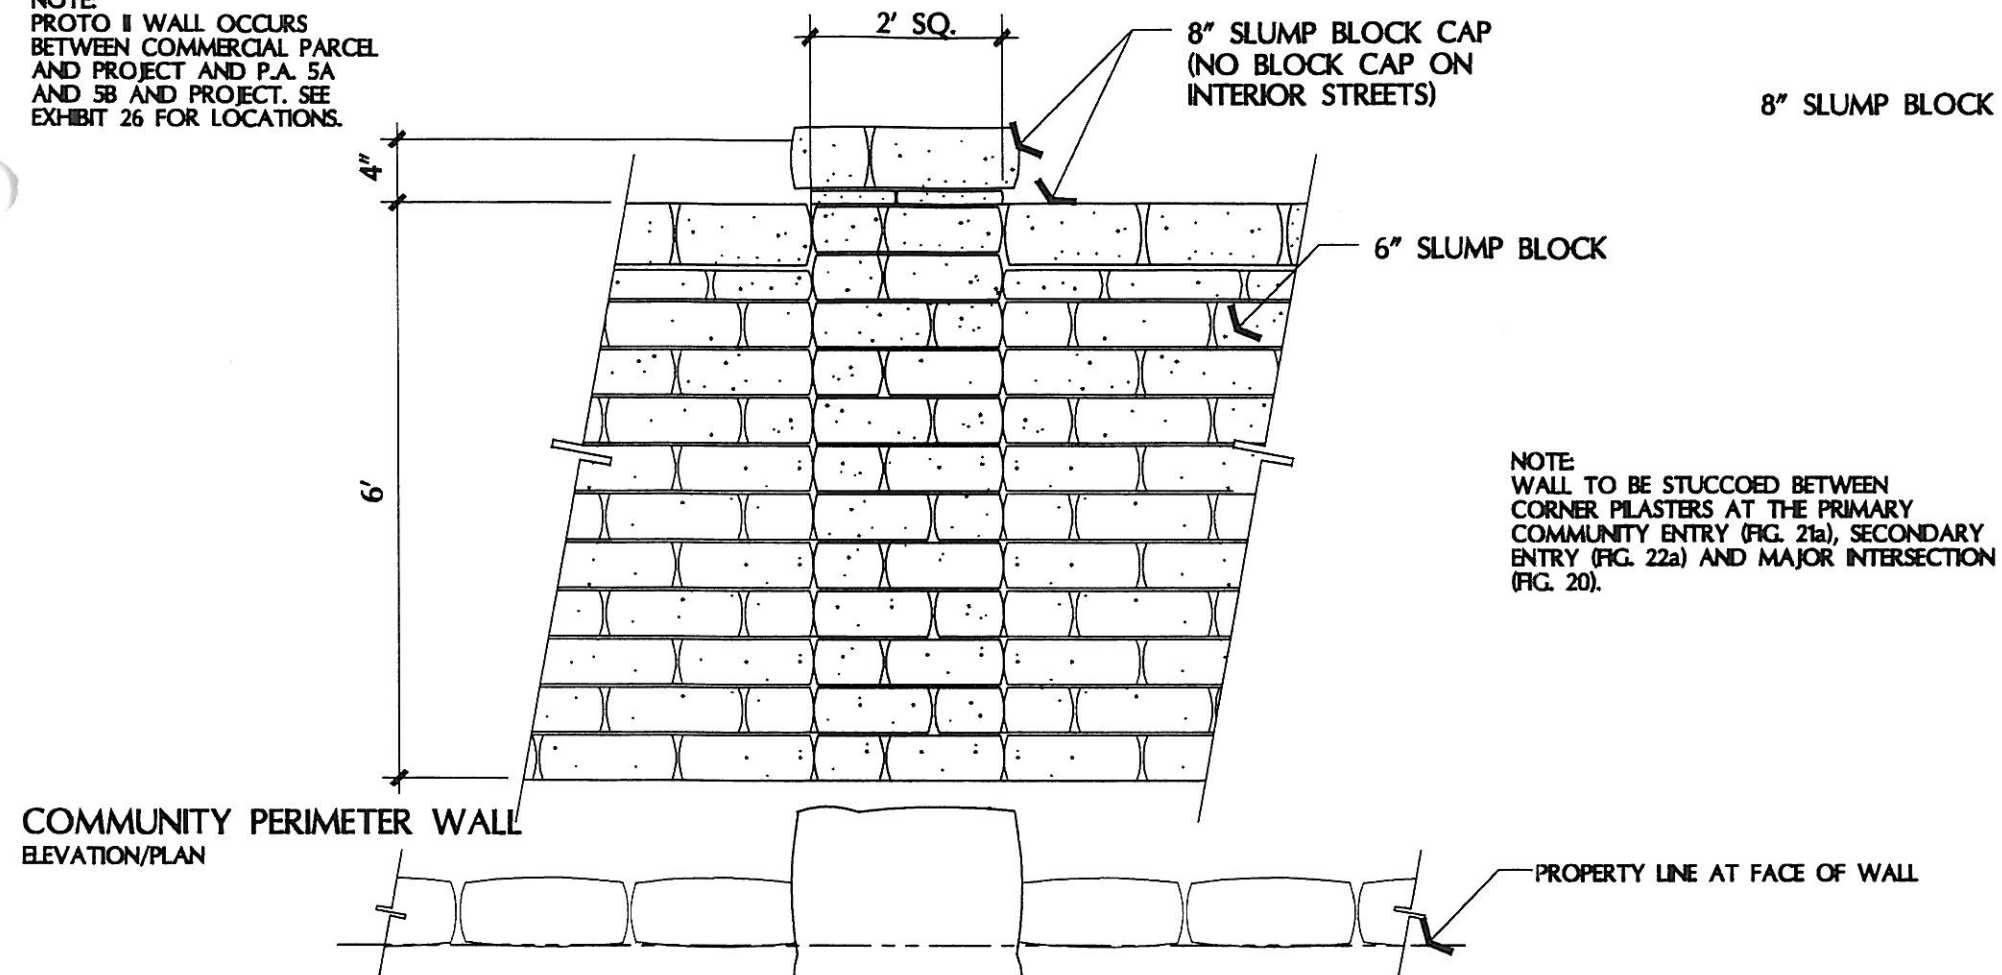 NOTE:
PROTO II WALL OCCURS
BETWEEN COMMERCIAL PARCEL
AND PROJECT AND P.A. 5A
AND 5B AND PROJECT. SEE
EXHIBIT 26 FOR LOCATIONS.
2' SQ.
8" SLUMP BLOCK CAP
(NO BLOCK CAP ON
INTERIOR STREETS)
8" SLUMP BLOCK
4"
6" SLUMP BLOCK
6'
NOTE:
WALL TO BE STUCCOED BETWEEN
CORNER PILASTERS AT THE PRIMARY
COMMUNITY ENTRY (FIG. 21a), SECONDARY
ENTRY (FIG. 22a) AND MAJOR INTERSECTION
(FIG. 20).
COMMUNITY PERIMETER WALL
ELEVATION/PLAN
PROPERTY LINE AT FACE OF WALL